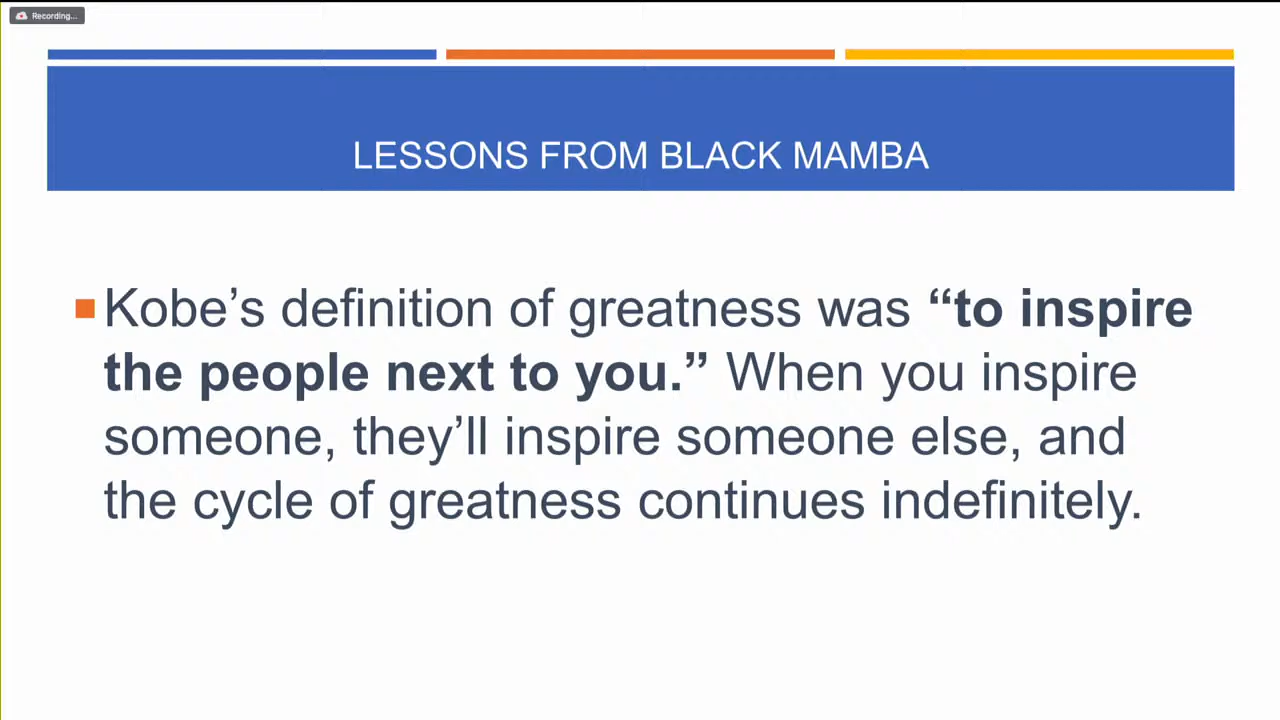 Recording...
LESSONS FROM BLACK MAMBA
Kobe’s definition of greatness was “to inspire
the people next to you.” When you inspire
someone, they’ll inspire someone else, and
the cycle of greatness continues indefinitely.